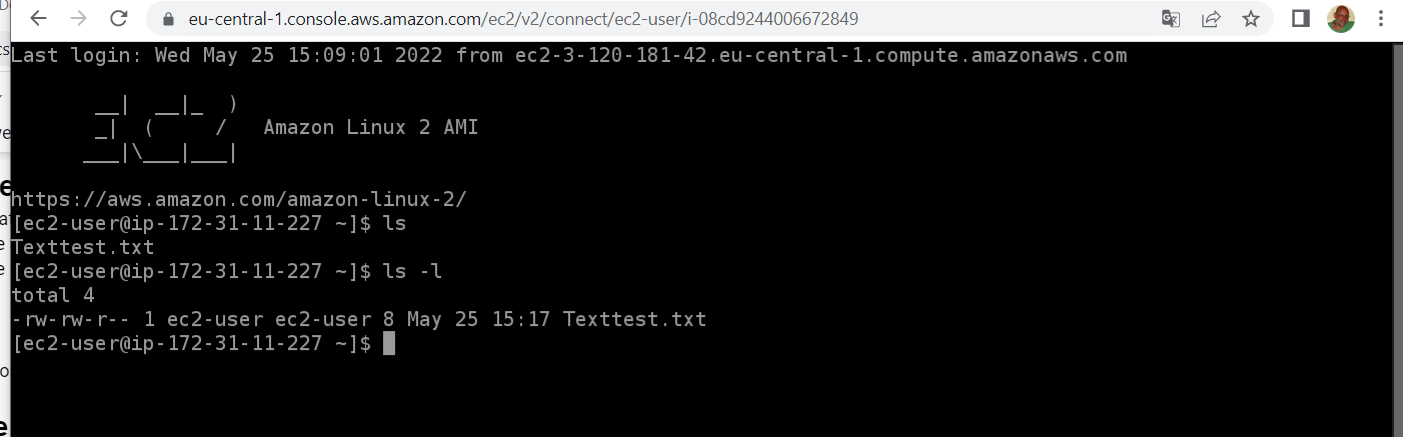 eu-central-1.console.aws.amazon.com/ec2/v2/connect/ec2-user/i-08cd9244006672849
Last login: Wed May 25 15:09:01 2022 from ec2-3-120-181-42.eu-central-1.compute.amazonaws.com
__|  __|_  )
_|  (     /   Amazon Linux 2 AMI
___|\___|___|
https://aws.amazon.com/amazon-linux-2/
[ec2-user@ip-172-31-11-227 ~]$ ls
Texttest.txt
[ec2-user@ip-172-31-11-227 ~]$ ls -l
total 4
-rw-rw-r-- 1 ec2-user ec2-user 8 May 25 15:17 Texttest.txt
[ec2-user@ip-172-31-11-227 ~]$